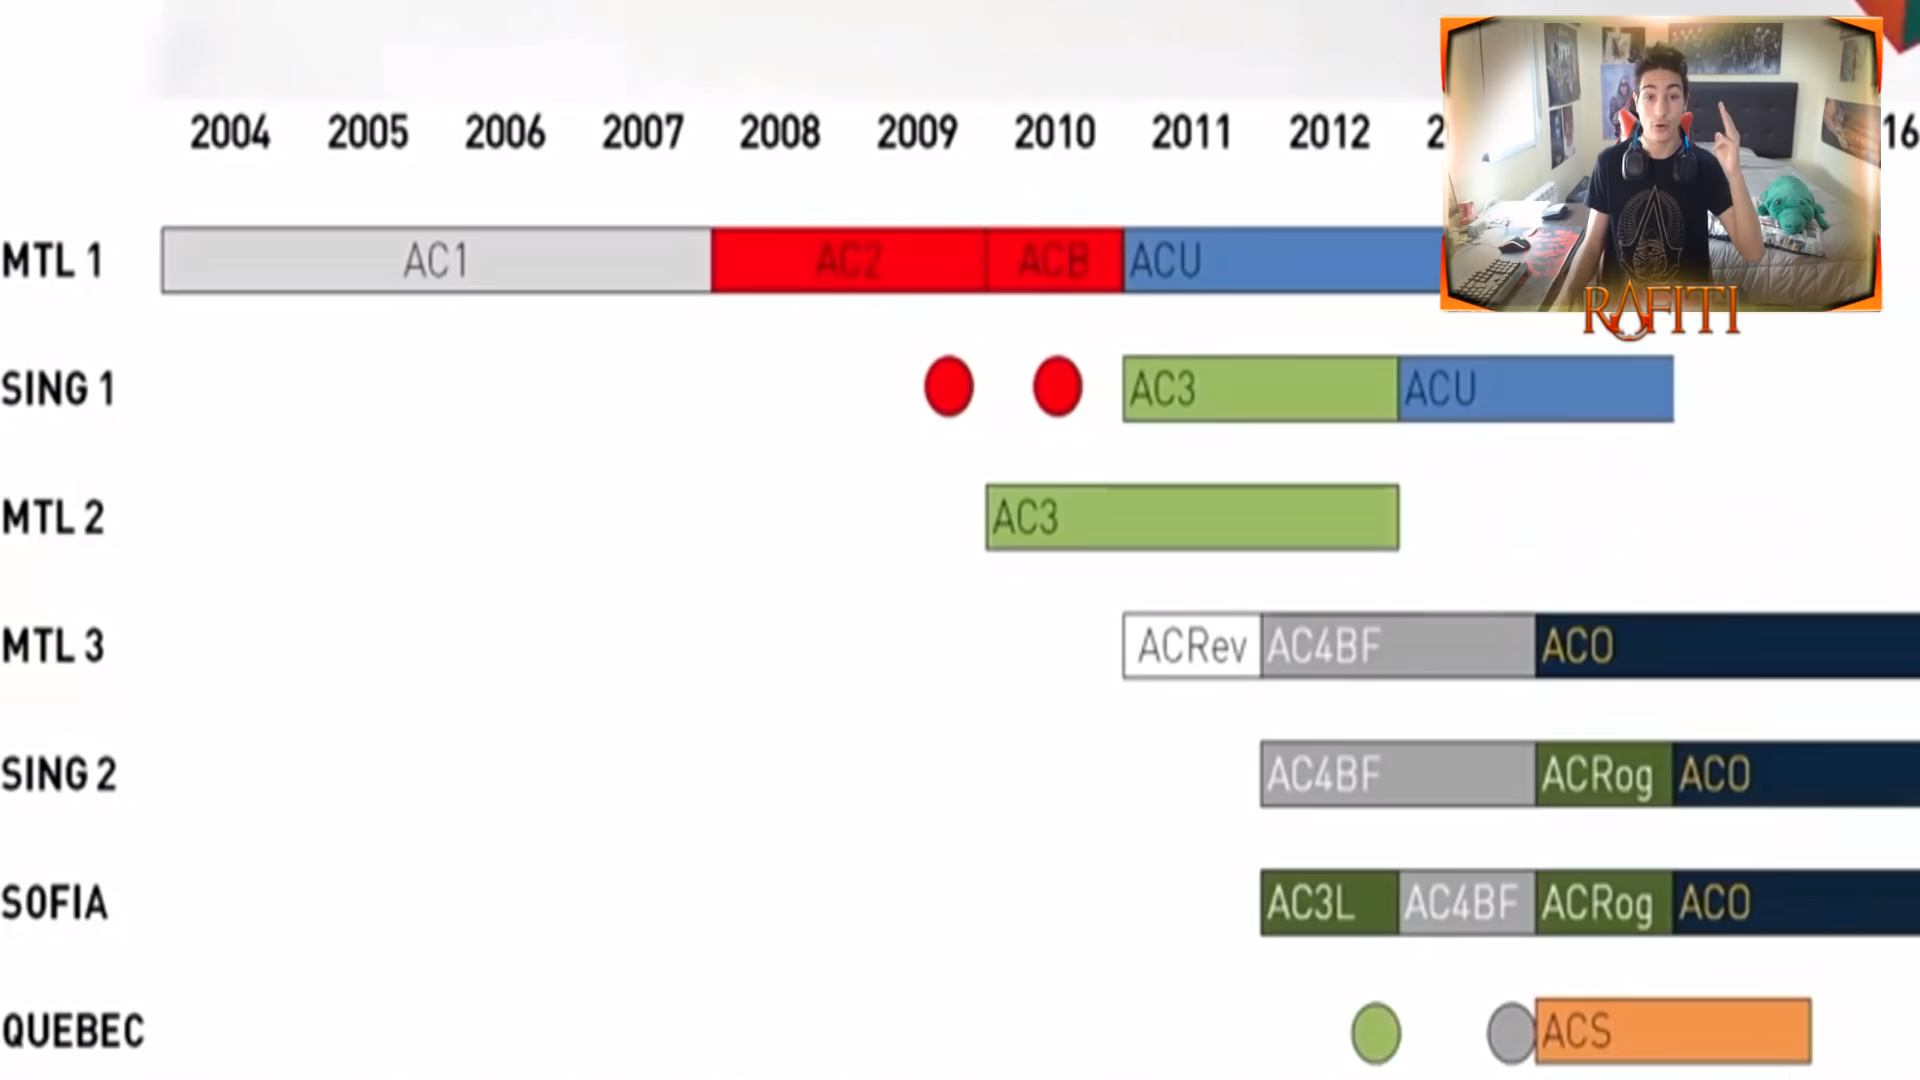 2004 2005 2006 2007 2008 2009 2010 2011 2012 2 16
RAFITI
MTL 1 AC1 AC2 ACB ACU
SING 1 AC3 ACU
MTL 2 AC3
MTL 3 ACRev AC4BF ACO
SING 2 AC4BF ACRog ACO
SOFIA AC3L AC4BF ACRog ACO
QUEBEC ACS